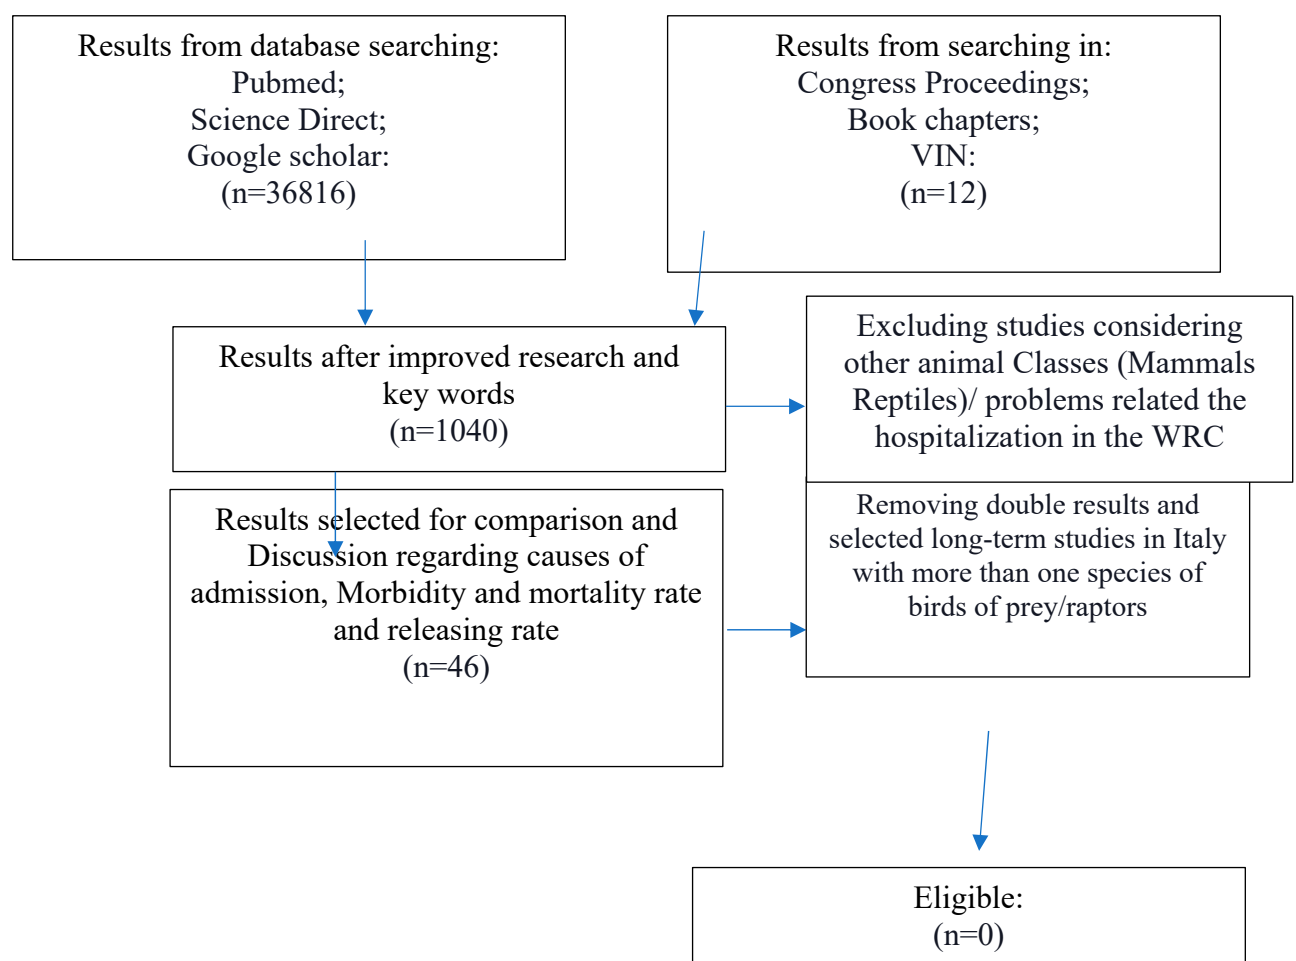 Results from database searching:
Pubmed;
Science Direct;
Google scholar:
(n=36816)
Results from searching in:
Congress Proceedings;
Book chapters;
VIN:
(n=12)
Results after improved research and
key words
(n=1040)
Excluding studies considering
other animal Classes (Mammals
Reptiles)/ problems related the
hospitalization in the WRC
Results selected for comparison and
Discussion regarding causes of
admission, Morbidity and mortality rate
and releasing rate
(n=46)
Removing double results and
selected long-term studies in Italy
with more than one species of
birds of prey/raptors
Eligible:
(n=0)